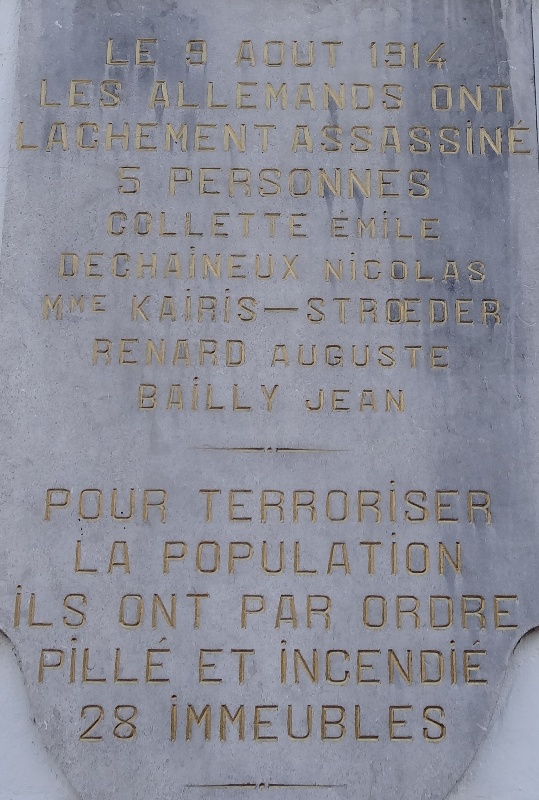 LE 9 AOUT 1914
LES ALLEMANDS ONT
LACHEMENT ASSASSINÉ
5 PERSONNES
COLLETTE ÉMILE
DECHAINEUX NICOLAS
MME KAIRIS-STRŒDER
RENARD AUGUSTE
BAILLY JEAN
POUR TERRORISER
LA POPULATION
ILS ONT PAR ORDRE
PILLÉ ET INCENDIÉ
28 IMMEUBLES